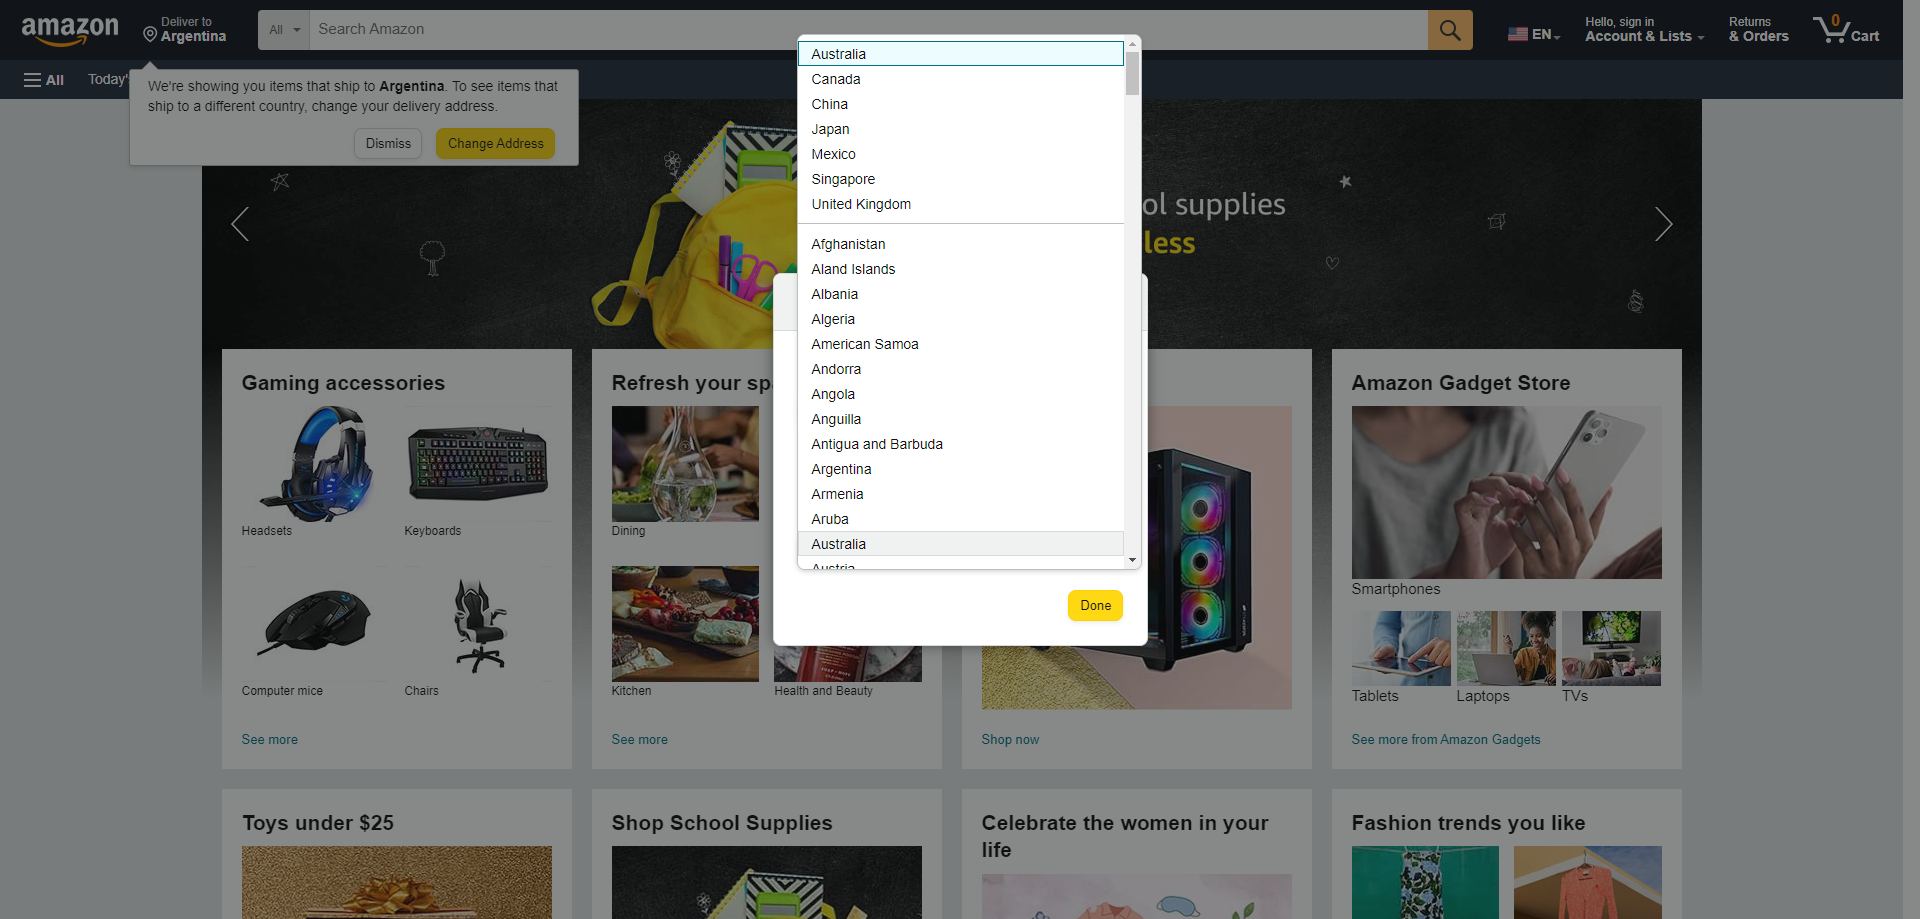 amazon
Deliver to
Argentina
All
Search Amazon
EN
Hello, sign in
Account & Lists
Returns
& Orders
0
Cart
All
Today's
We're showing you items that ship to Argentina. To see items that
ship to a different country, change your delivery address.
Dismiss
Change Address
ol supplies
less
Australia
Canada
China
Japan
Mexico
Singapore
United Kingdom
Afghanistan
Aland Islands
Albania
Algeria
American Samoa
Andorra
Angola
Anguilla
Antigua and Barbuda
Argentina
Armenia
Aruba
Australia
Austria
Done
Gaming accessories
Headsets
Keyboards
Computer mice
Chairs
See more
Refresh your sp
Dining
Kitchen
Health and Beauty
See more
Shop now
Amazon Gadget Store
Smartphones
Tablets
Laptops
TVs
See more from Amazon Gadgets
Toys under $25
Shop School Supplies
Celebrate the women in your
life
Fashion trends you like